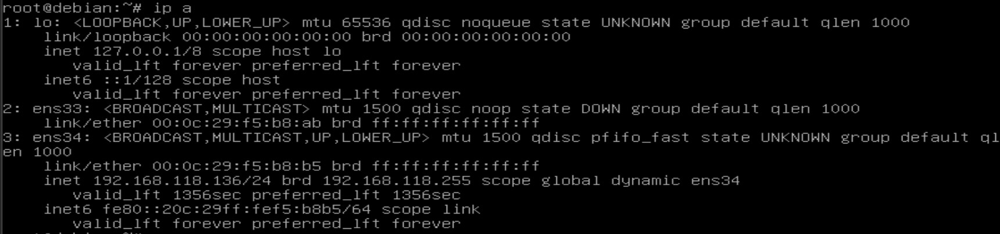 root@debian:~# ip a
1: lo: <LOOPBACK,UP,LOWER_UP> mtu 65536 qdisc noqueue state UNKNOWN group default qlen 1000
    link/loopback 00:00:00:00:00:00 brd 00:00:00:00:00:00
    inet 127.0.0.1/8 scope host lo
       valid_lft forever preferred_lft forever
    inet6 ::1/128 scope host
       valid_lft forever preferred_lft forever
2: ens33: <BROADCAST,MULTICAST> mtu 1500 qdisc noop state DOWN group default qlen 1000
    link/ether 00:0c:29:f5:b8:ab brd ff:ff:ff:ff:ff:ff
3: ens34: <BROADCAST,MULTICAST,UP,LOWER_UP> mtu 1500 qdisc pfifo_fast state UNKNOWN group default ql
en 1000
    link/ether 00:0c:29:f5:b8:b5 brd ff:ff:ff:ff:ff:ff
    inet 192.168.118.136/24 brd 192.168.118.255 scope global dynamic ens34
       valid_lft 1356sec preferred_lft 1356sec
    inet6 fe80::20c:29ff:fef5:b8b5/64 scope link
       valid_lft forever preferred_lft forever